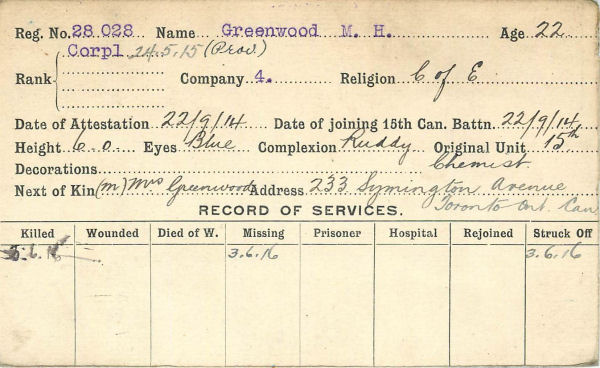 Reg. No. 28 028 Name Greenwood M. H. Age 22
Corpl 24.5.15 (Prov)
Rank Company 4. Religion C of E
Date of Attestation 22/9/14 Date of joining 15th Can. Battn. 22/9/14
Height 6.0 Eyes Blue Complexion Ruddy Original Unit 15th
Decorations Chemist
Next of Kin (m) Mrs Greenwood Address 233 Symington Avenue
Toronto Ont. Can
RECORD OF SERVICES.
Killed Wounded Died of W. Missing Prisoner Hospital Rejoined Struck Off
3.6.16 3.6.16 3.6.16